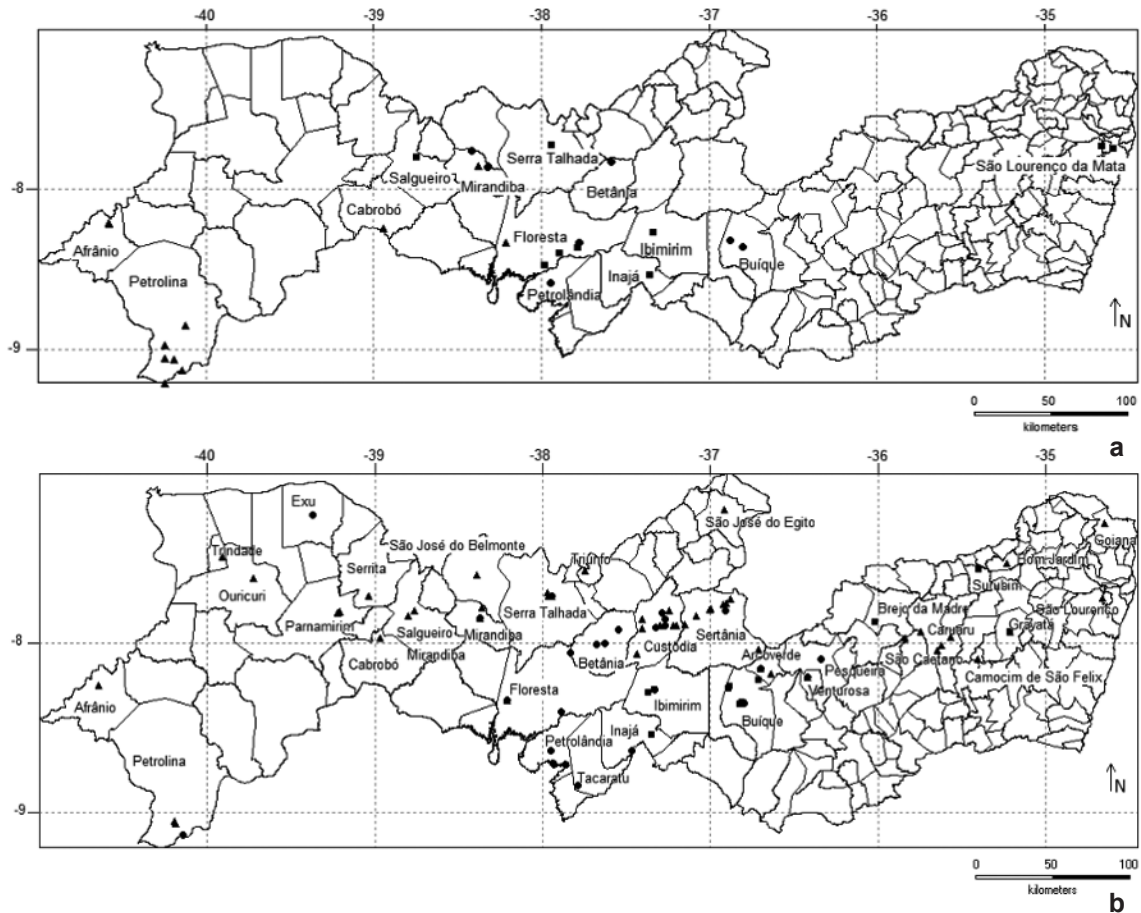 -40 -39 -38 -37 -36 -35
Serra Talhada
São Lourenço da Mata
-8
Salgueiro
Mirandiba
Betânia
Cabrobó
Afrânio
Floresta
Ibimirim
Buíque
Petrolina
Inajá
Petrolândia
N
-9
0 50 100
kilometers
a
-40 -39 -38 -37 -36 -35
Exu
São José do Egito
Goiana
Trindade
São José do Belmonte
Triunfo
Bom Jardim
Serrita
Surubim
Ouricuri
Serra Talhada
Brejo da Madre
São Lourenço
Parnamirim
Salgueiro
Mirandiba
Sertânia
Caruaru
Gravatá
-8
Mirandiba
Custódia
Arcoverde
São Caetano
Cabrobó
Betânia
Pesqueira
Camocim de São Felix
Afrânio
Floresta
Ibimirim
Venturosa
Buíque
Inajá
Petrolina
Petrolândia
Tacaratu
N
-9
0 50 100
kilometers
b